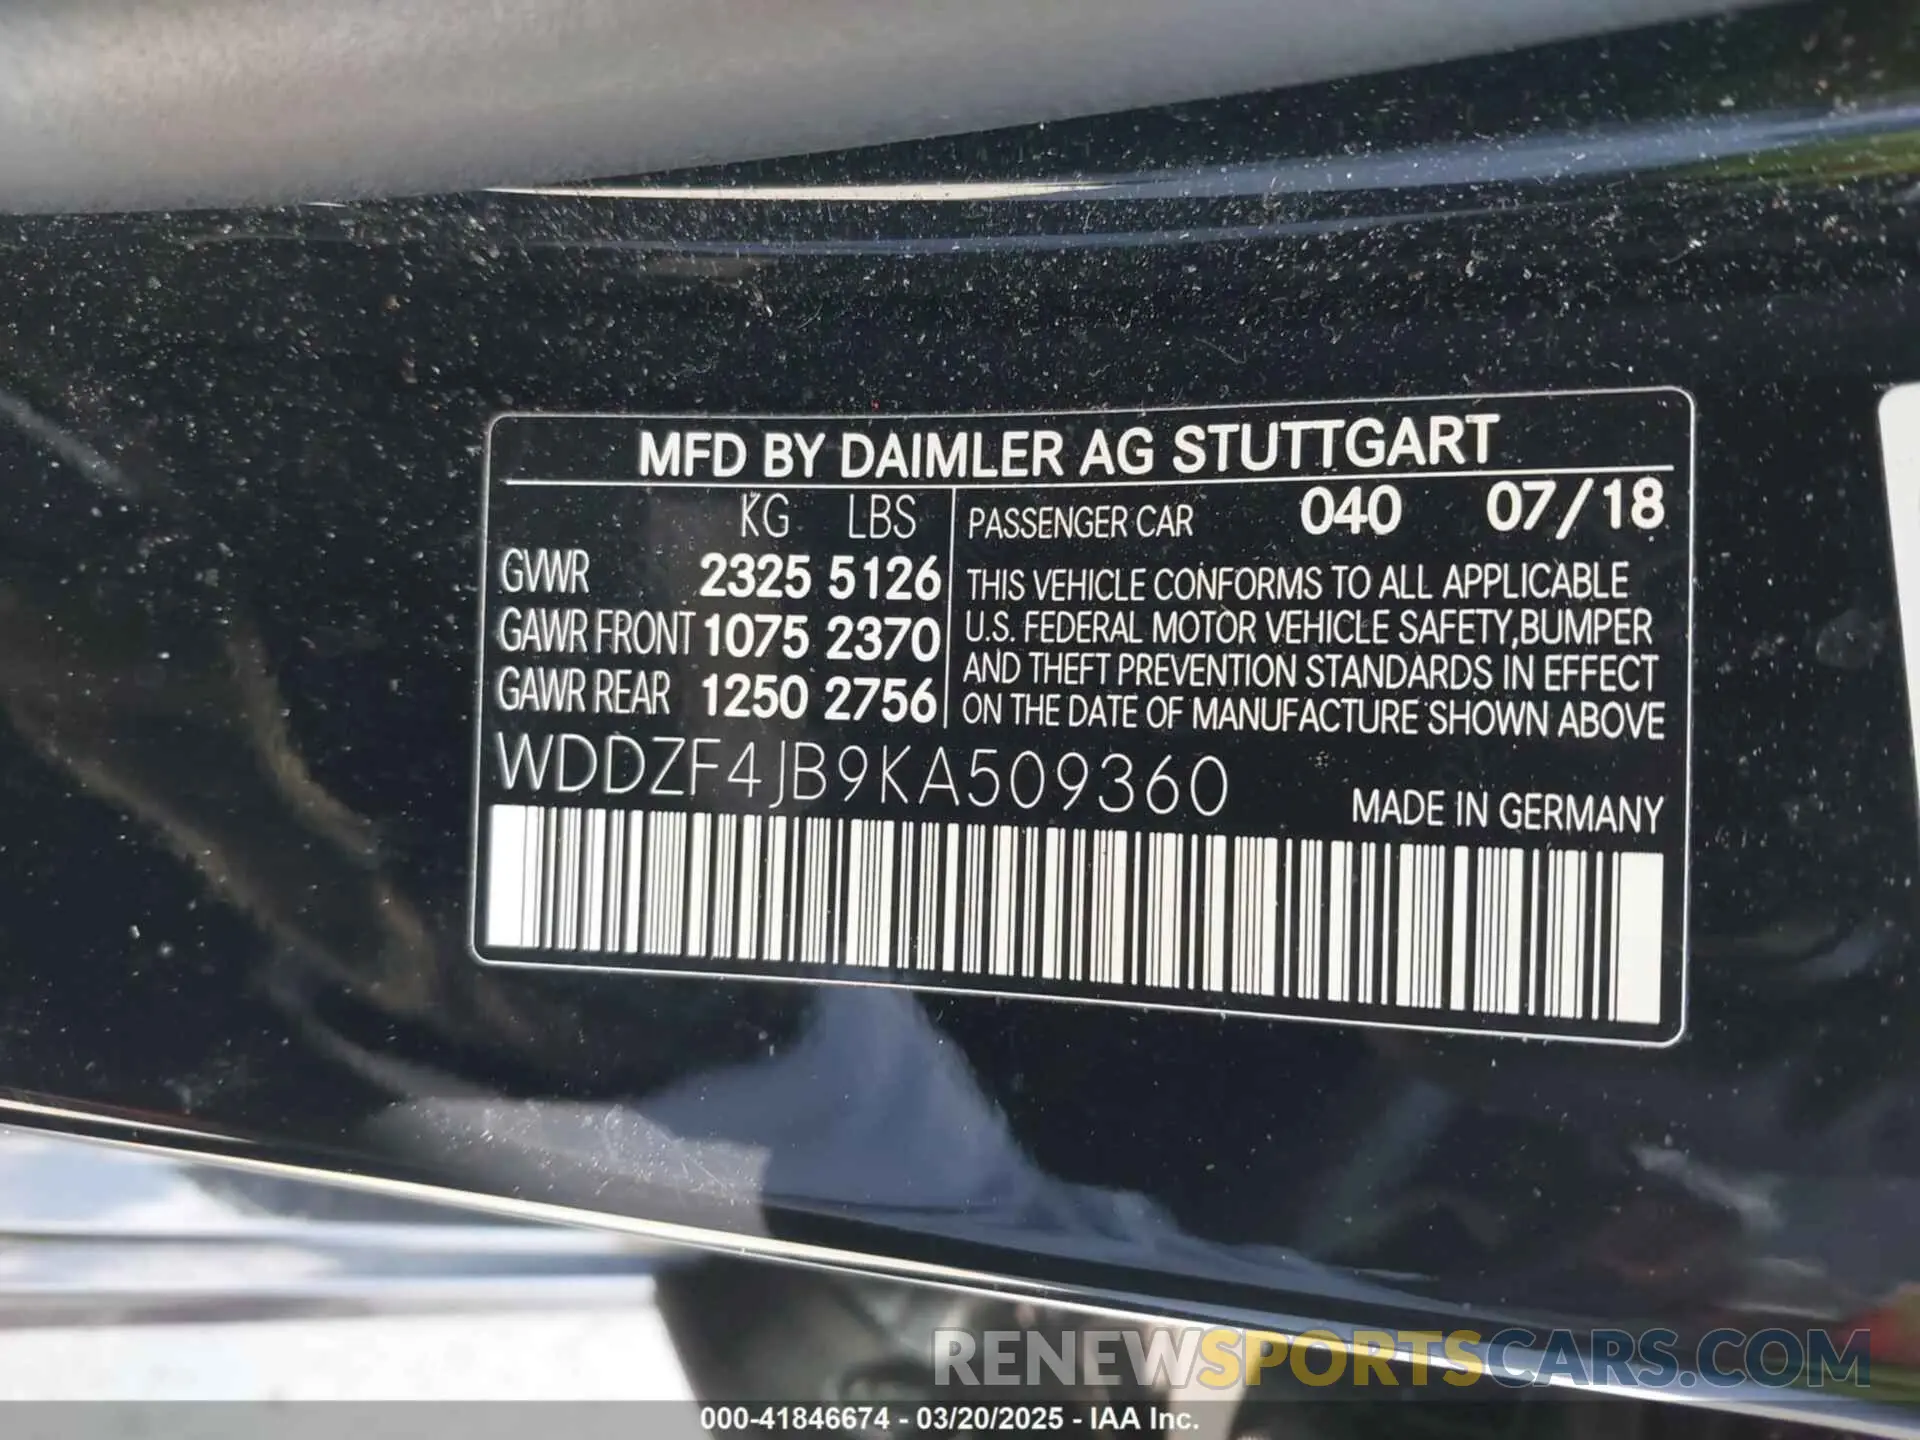 MFD BY DAIMLER AG STUTTGART
KG LBS
PASSENGER CAR 040 07/18
GVWR 2325 5126
GAWR FRONT 1075 2370
GAWR REAR 1250 2756
THIS VEHICLE CONFORMS TO ALL APPLICABLE
U.S. FEDERAL MOTOR VEHICLE SAFETY,BUMPER
AND THEFT PREVENTION STANDARDS IN EFFECT
ON THE DATE OF MANUFACTURE SHOWN ABOVE
WDDZF4JB9KA509360
MADE IN GERMANY
RENEWSPORTSCARS.COM
000-41846674 - 03/20/2025 - IAA Inc.